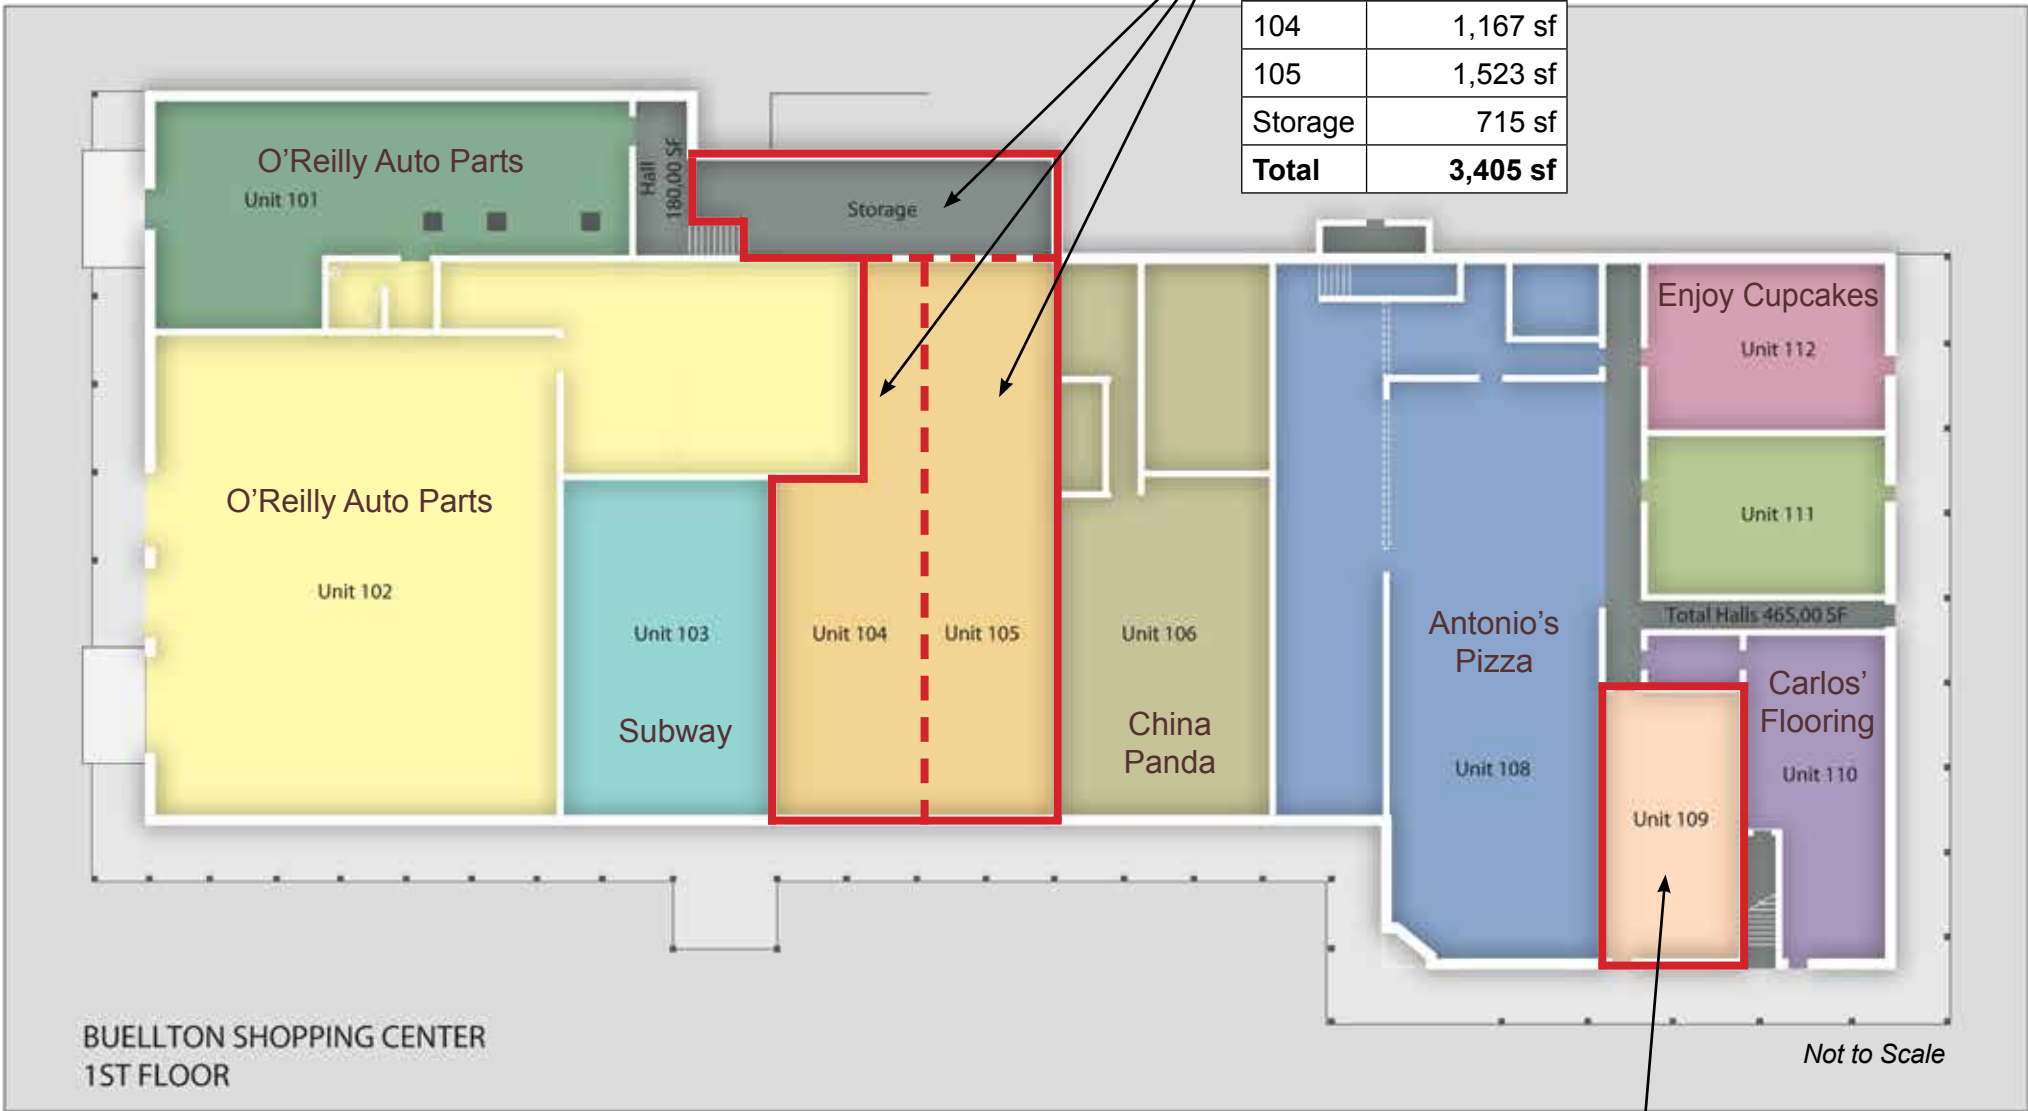 104 1,167 sf
105 1,523 sf
Storage 715 sf
Total 3,405 sf
O'Reilly Auto Parts
Unit 101
Hall
180,00 SF
Storage
Enjoy Cupcakes
Unit 112
O'Reilly Auto Parts
Unit 102
Unit 111
Total Halls 465,00 SF
Unit 103
Subway
Unit 104
Unit 105
Unit 106
China
Panda
Antonio's
Pizza
Unit 108
Carlos'
Flooring
Unit 110
Unit 109
BUELLTON SHOPPING CENTER
1ST FLOOR
Not to Scale